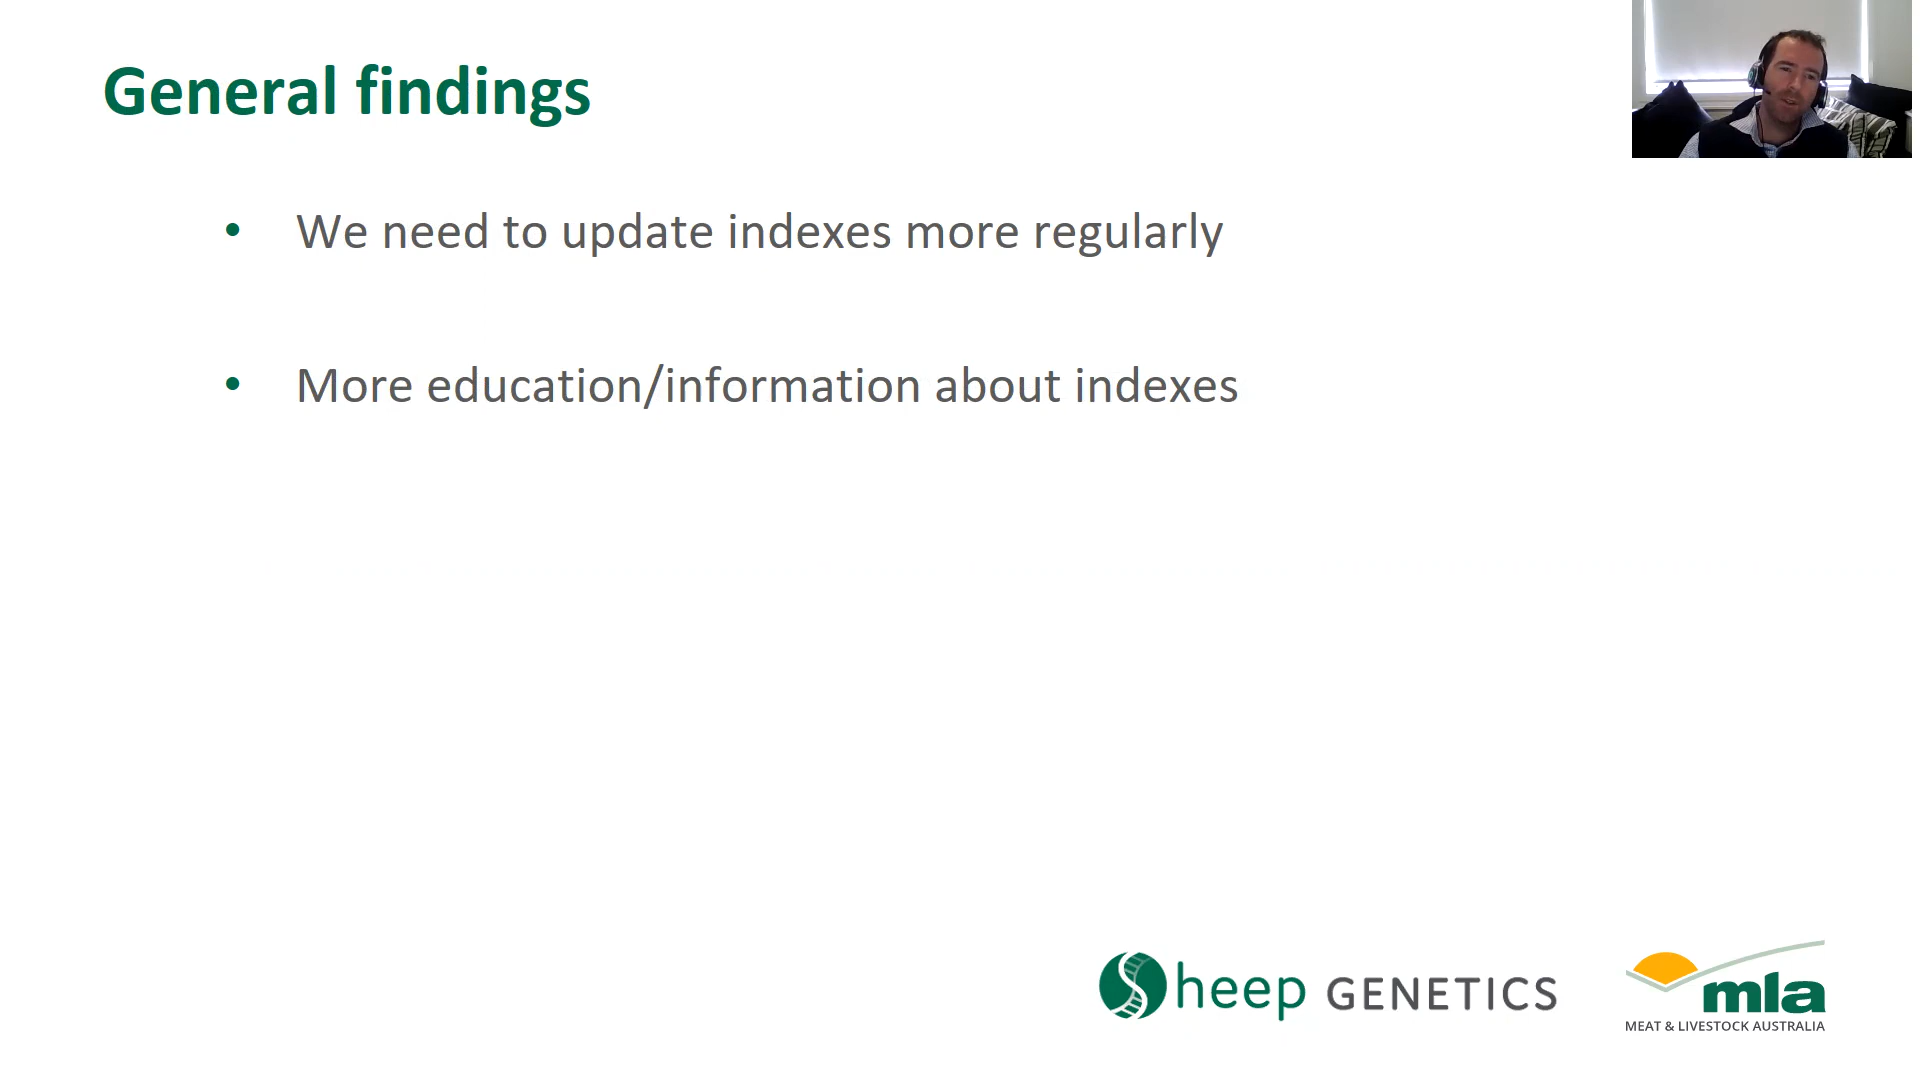 General findings
• We need to update indexes more regularly
• More education/information about indexes
Sheep GENETICS
mla
MEAT & LIVESTOCK AUSTRALIA